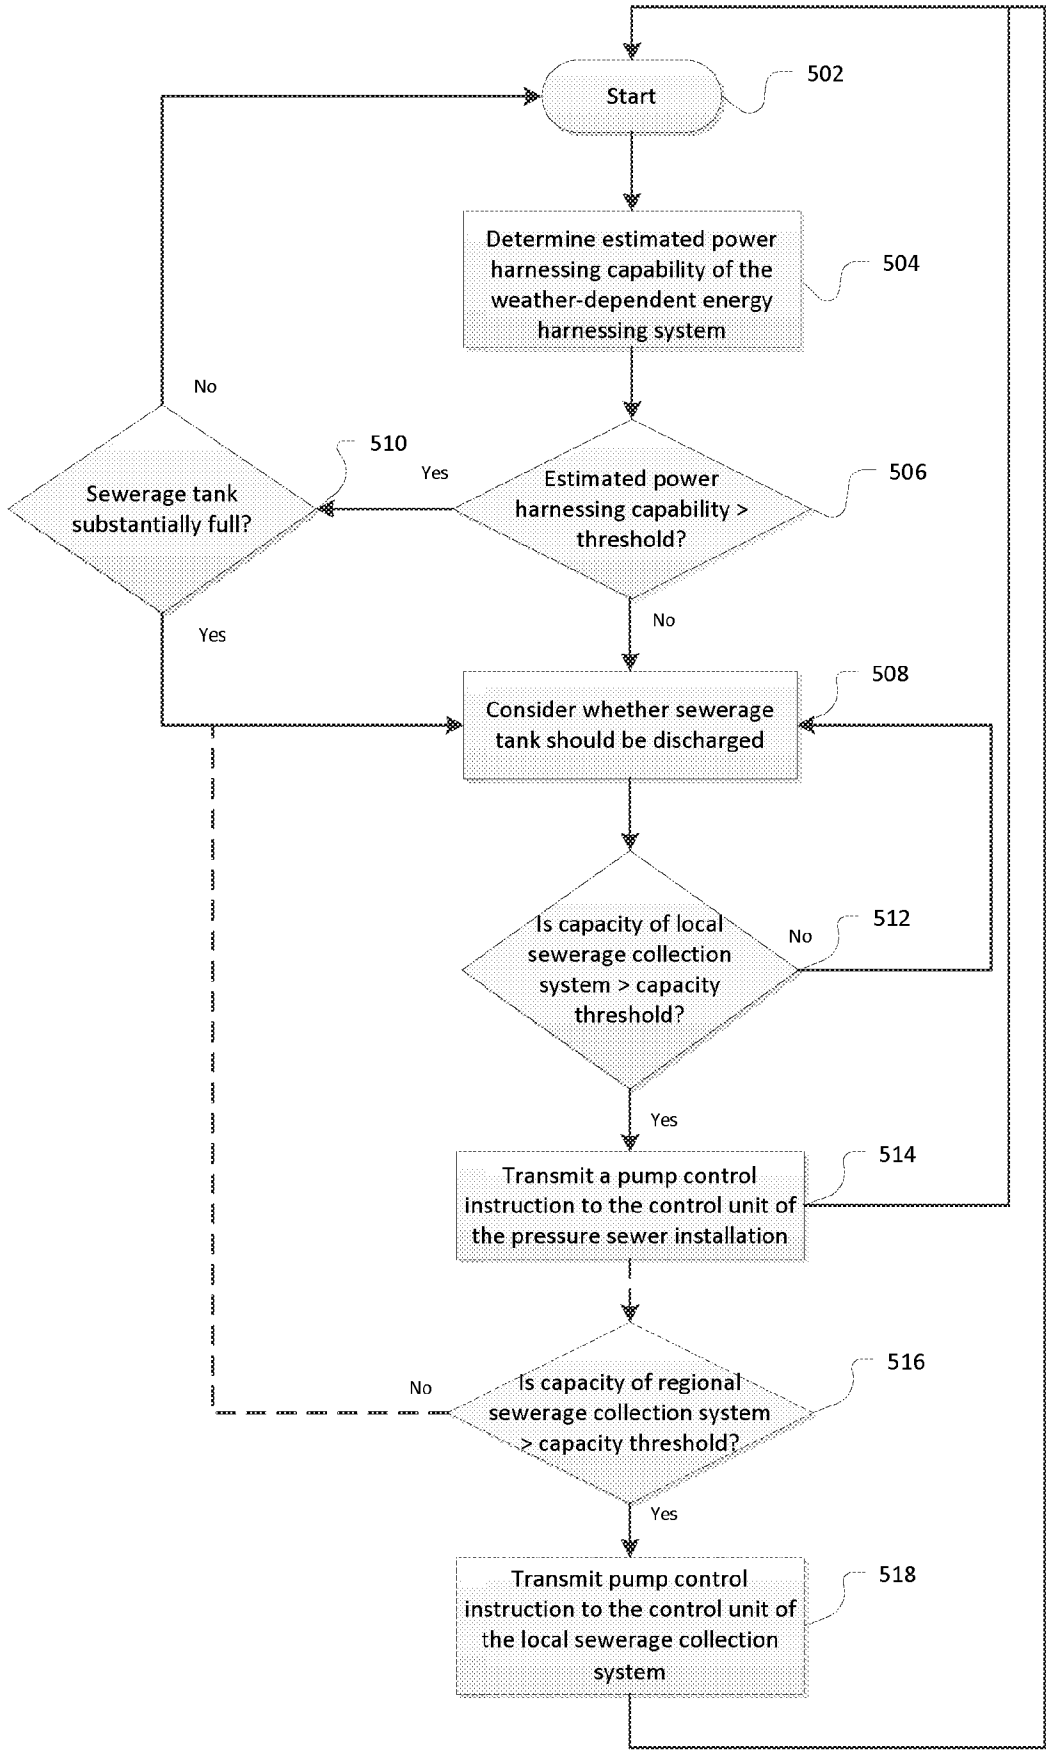 502
Start
Determine estimated power
harnessing capability of the
weather-dependent energy
harnessing system
504
No
510
Yes
Estimated power
harnessing capability >
threshold?
506
Sewerage tank
substantially full?
Yes
No
508
Consider whether sewerage
tank should be discharged
Is capacity of local
sewerage collection
system > capacity
threshold?
No
512
Yes
514
Transmit a pump control
instruction to the control unit of
the pressure sewer installation
516
No
Is capacity of regional
sewerage collection system
> capacity threshold?
Yes
518
Transmit pump control
instruction to the control unit of
the local sewerage collection
system